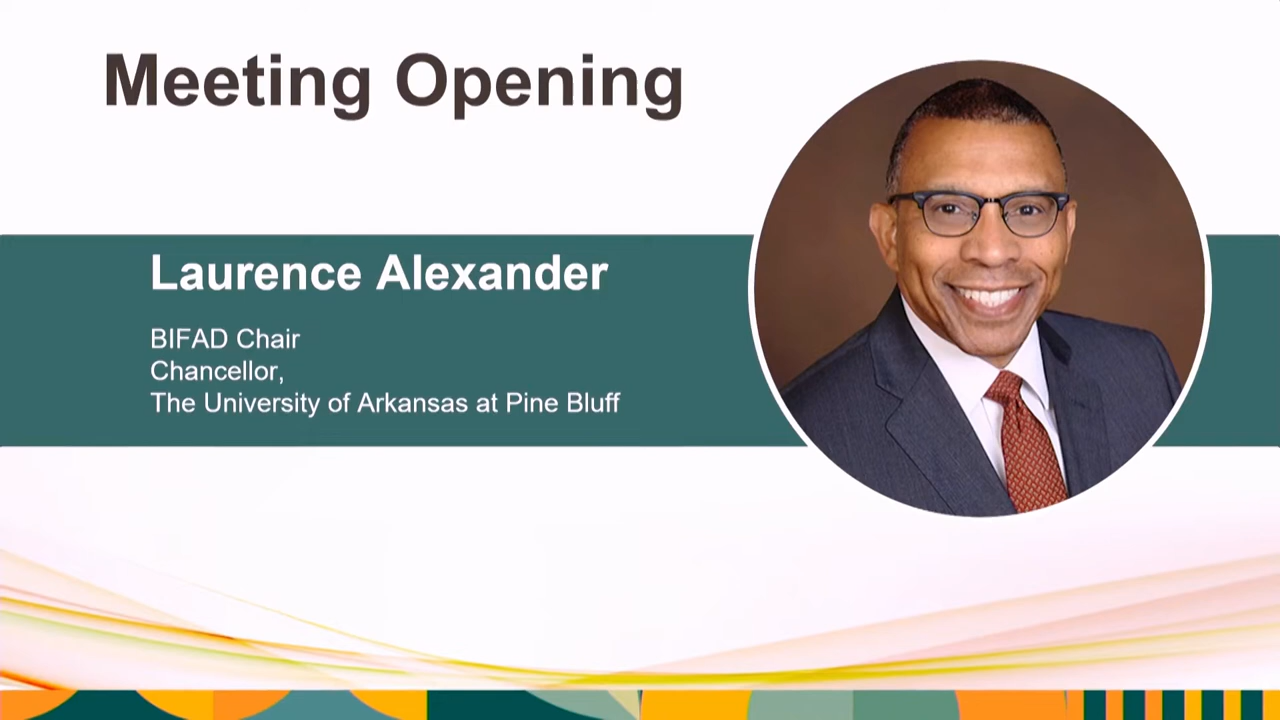 Meeting Opening
Laurence Alexander
BIFAD Chair
Chancellor,
The University of Arkansas at Pine Bluff